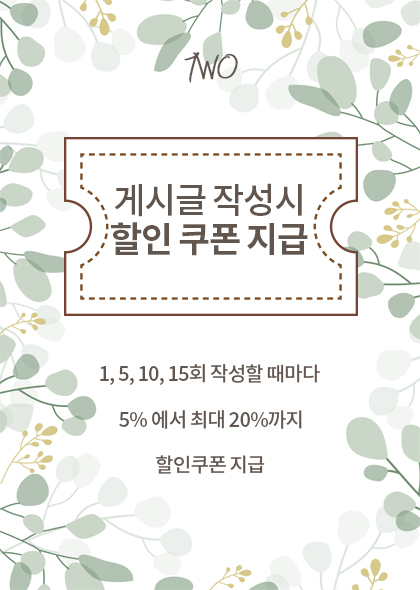 TWO
게시글 작성시
할인 쿠폰 지급
1, 5, 10, 15회 작성할 때마다
5% 에서 최대 20%까지
할인쿠폰 지급